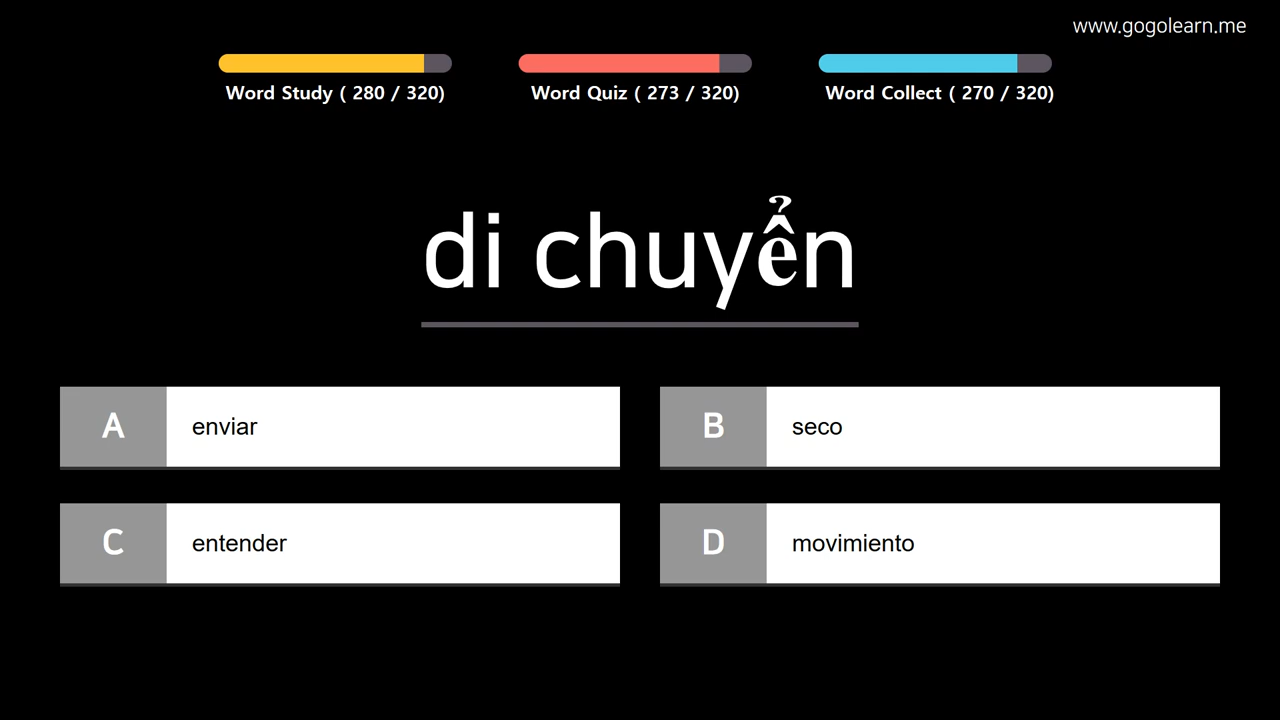 www.gogolearn.me
Word Study ( 280 / 320)
Word Quiz ( 273 / 320)
Word Collect ( 270 / 320)
di chuyển
A enviar
B seco
C entender
D movimiento